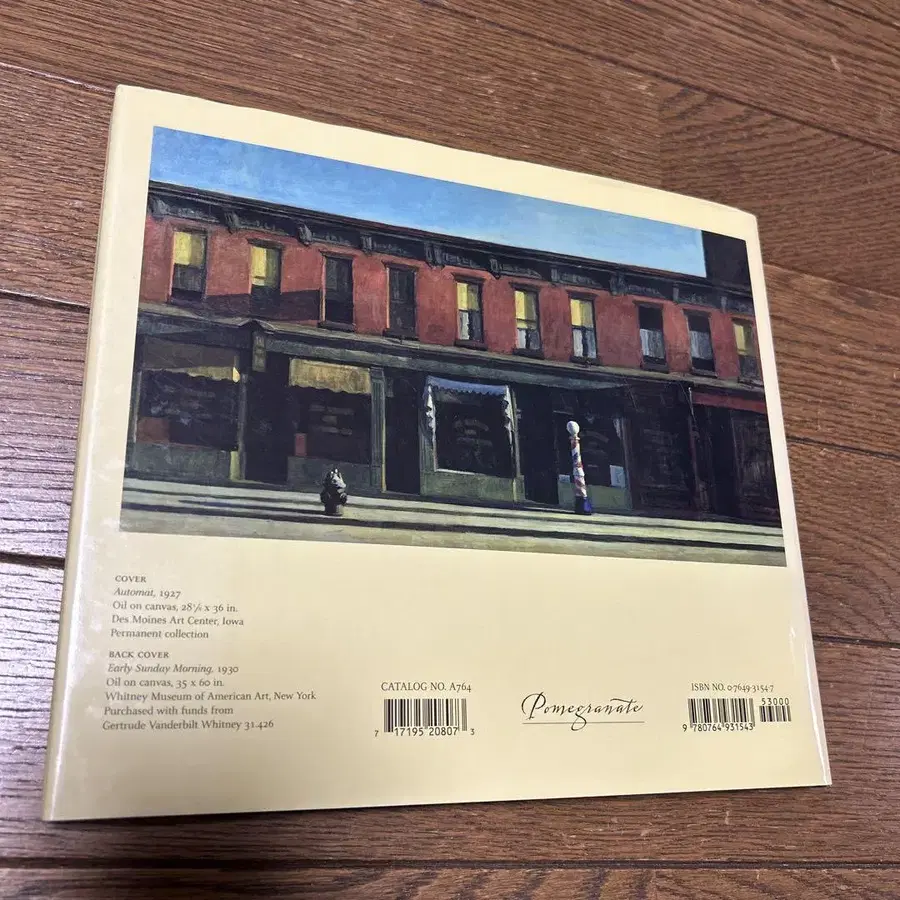 COVER
Automat, 1927
Oil on canvas, 28⅛ x 36 in.
Des Moines Art Center, Iowa
Permanent collection
BACK COVER
Early Sunday Morning, 1930
Oil on canvas, 35 x 60 in.
Whitney Museum of American Art, New York
Purchased with funds from
Gertrude Vanderbilt Whitney 31.426
CATALOG NO. A764
7 17195 20807 3
Pomegranate
ISBN NO. 0-7649-3154-7
53000
9 780764 931543